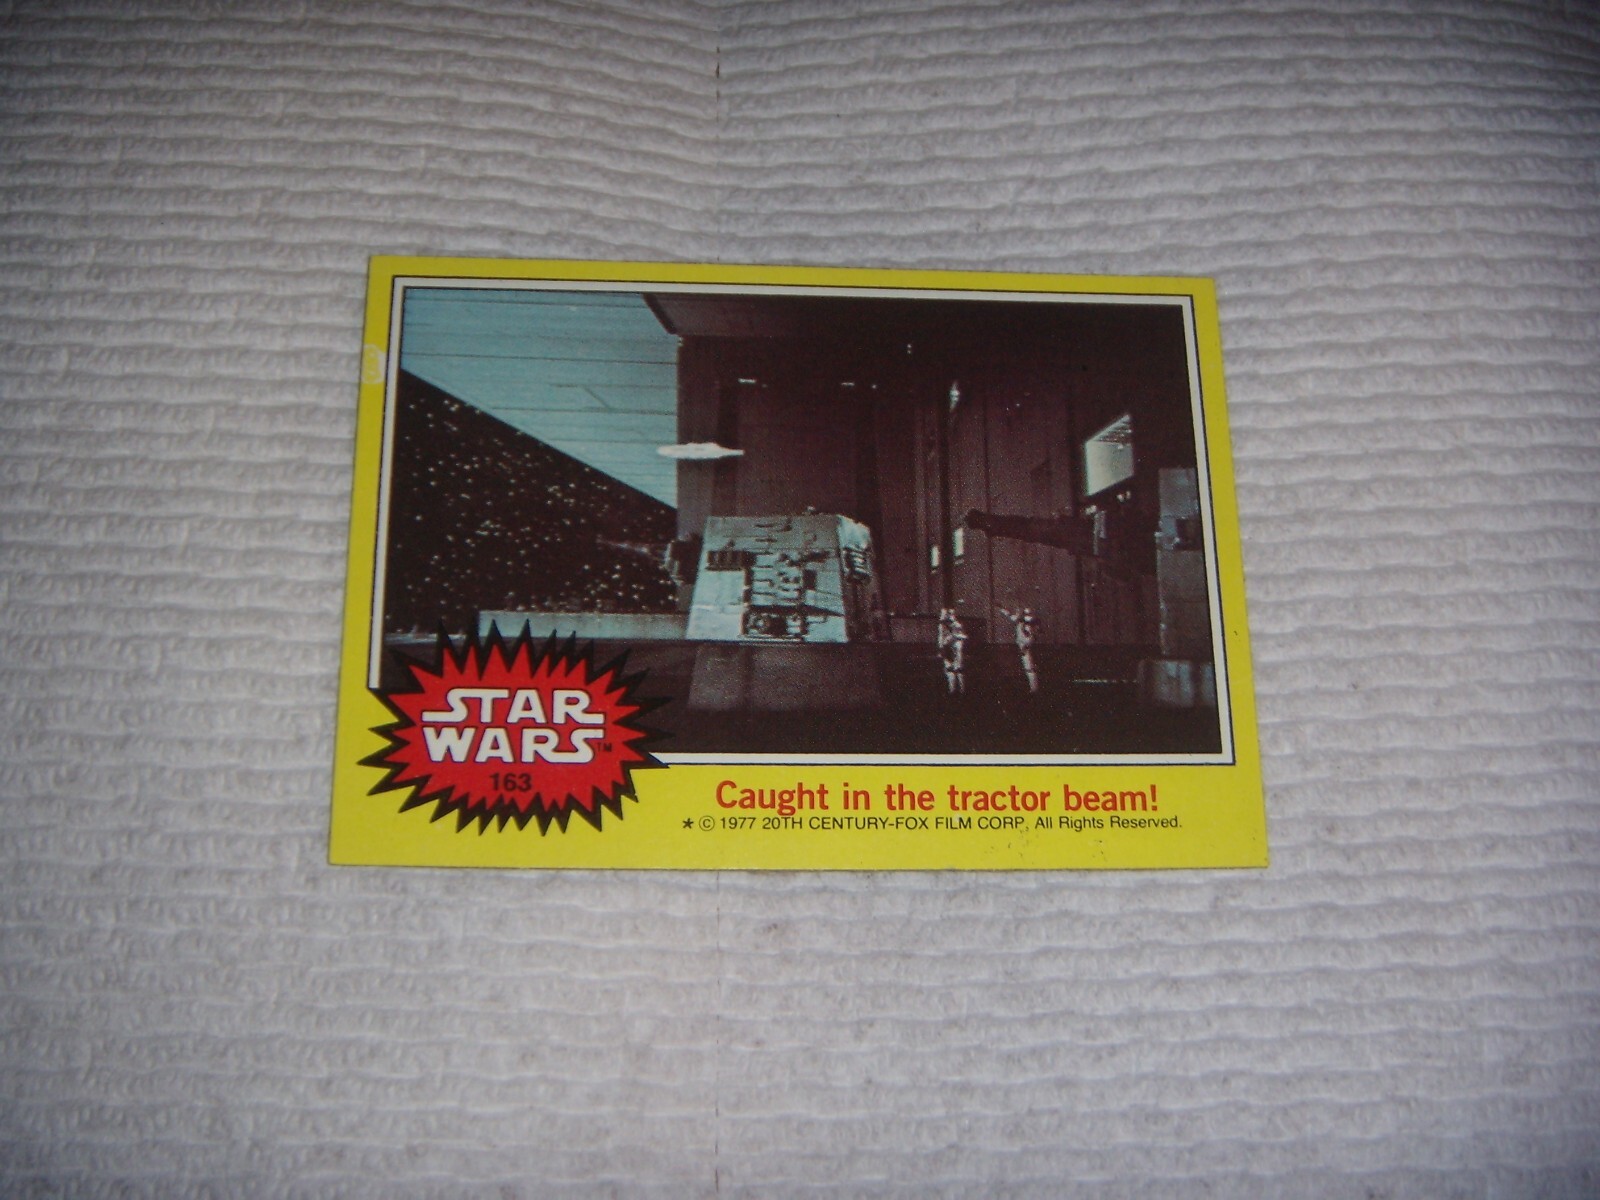 STAR
WARS™
163
Caught in the tractor beam!
* © 1977 20TH CENTURY-FOX FILM CORP. All Rights Reserved.